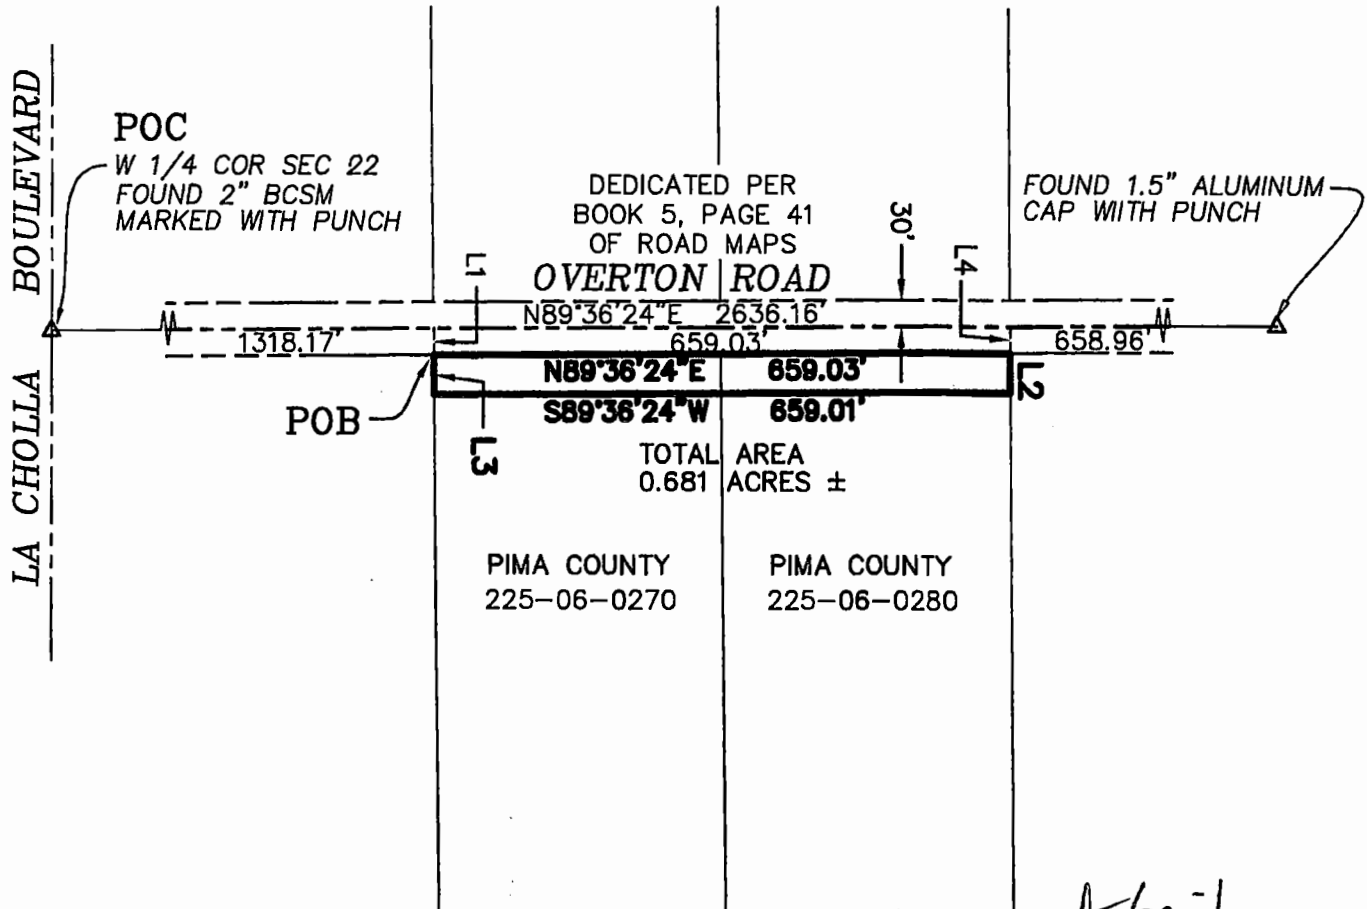 LA CHOLLA BOULEVARD
POC
W 1/4 COR SEC 22
FOUND 2" BCSM
MARKED WITH PUNCH
DEDICATED PER
BOOK 5, PAGE 41
OF ROAD MAPS
OVERTON ROAD
30'
FOUND 1.5" ALUMINUM
CAP WITH PUNCH
L1
L4
N89°36'24"E 2636.16'
1318.17'
659.03'
658.96'
N89°36'24"E 659.03'
L2
S89°36'24"W 659.01'
POB
L3
TOTAL AREA
0.681 ACRES ±
PIMA COUNTY
225-06-0270
PIMA COUNTY
225-06-0280